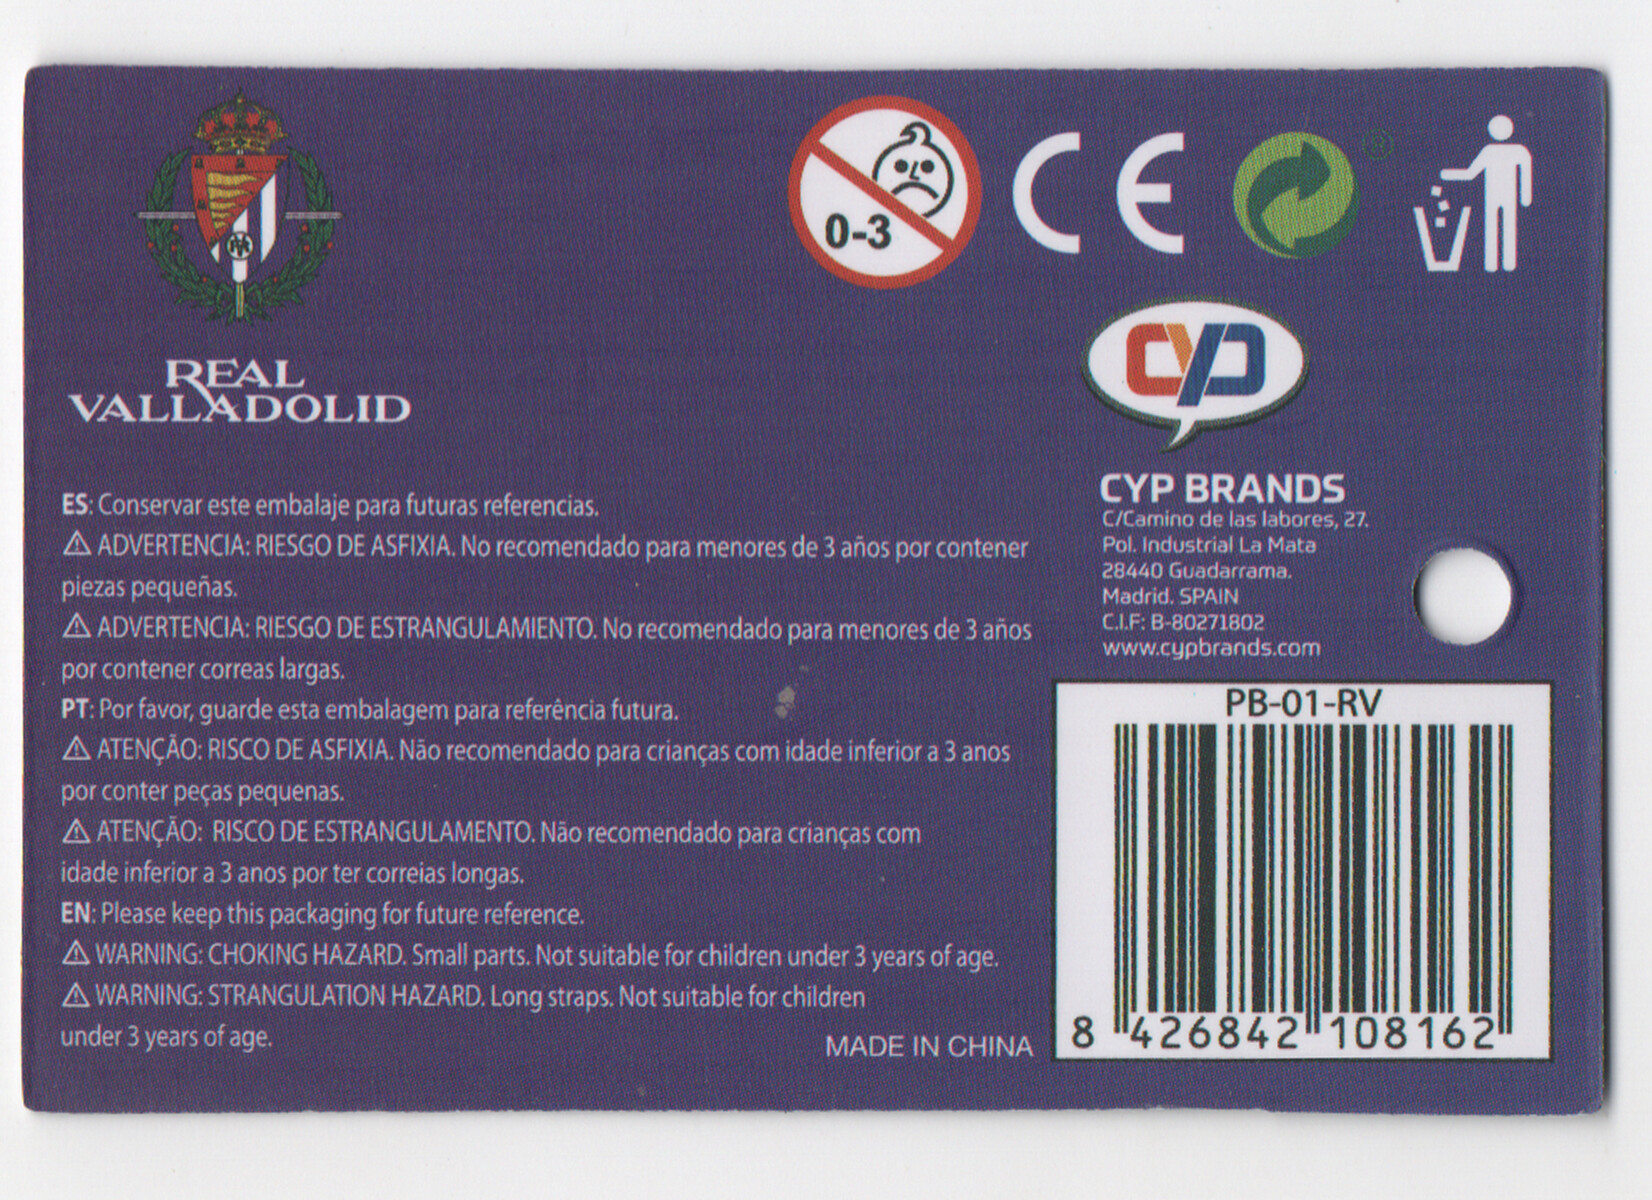 0-3
CE
®
REAL
VALLADOLID
CYP
CYP BRANDS
C/Camino de las labores, 27.
Pol. Industrial La Mata
28440 Guadarrama.
Madrid. SPAIN
C.I.F: B-80271802
www.cypbrands.com
ES: Conservar este embalaje para futuras referencias.
⚠ ADVERTENCIA: RIESGO DE ASFIXIA. No recomendado para menores de 3 años por contener
piezas pequeñas.
⚠ ADVERTENCIA: RIESGO DE ESTRANGULAMIENTO. No recomendado para menores de 3 años
por contener correas largas.
PT: Por favor, guarde esta embalagem para referência futura.
⚠ ATENÇÃO: RISCO DE ASFIXIA. Não recomendado para crianças com idade inferior a 3 anos
por conter peças pequenas.
⚠ ATENÇÃO: RISCO DE ESTRANGULAMENTO. Não recomendado para crianças com
idade inferior a 3 anos por ter correias longas.
EN: Please keep this packaging for future reference.
⚠ WARNING: CHOKING HAZARD. Small parts. Not suitable for children under 3 years of age.
⚠ WARNING: STRANGULATION HAZARD. Long straps. Not suitable for children
under 3 years of age.
MADE IN CHINA
PB-01-RV
8 426842 108162